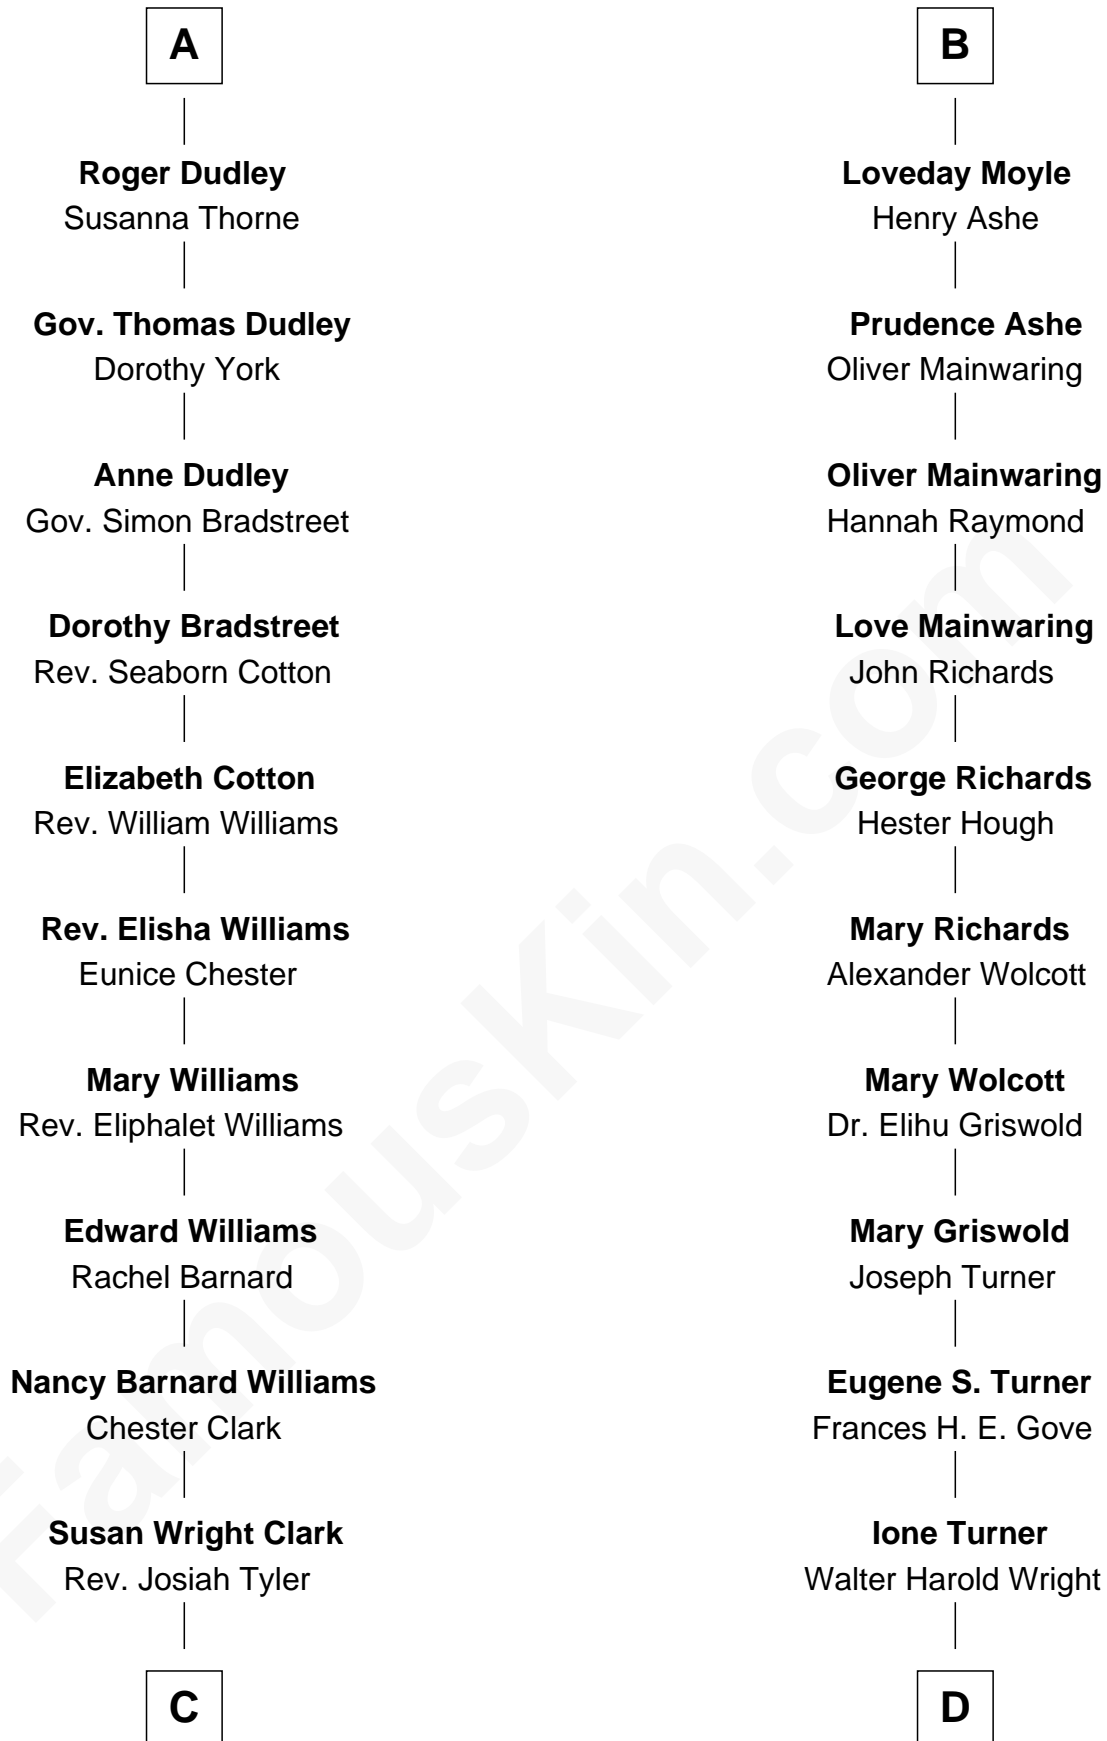 A
Roger Dudley
Susanna Thorne
Gov. Thomas Dudley
Dorothy York
Anne Dudley
Gov. Simon Bradstreet
Dorothy Bradstreet
Rev. Seaborn Cotton
Elizabeth Cotton
Rev. William Williams
Rev. Elisha Williams
Eunice Chester
Mary Williams
Rev. Eliphalet Williams
Edward Williams
Rachel Barnard
Nancy Barnard Williams
Chester Clark
Susan Wright Clark
Rev. Josiah Tyler
C
B
Loveday Moyle
Henry Ashe
Prudence Ashe
Oliver Mainwaring
Oliver Mainwaring
Hannah Raymond
Love Mainwaring
John Richards
George Richards
Hester Hough
Mary Richards
Alexander Wolcott
Mary Wolcott
Dr. Elihu Griswold
Mary Griswold
Joseph Turner
Eugene S. Turner
Frances H. E. Gove
Ione Turner
Walter Harold Wright
D
FamousKin.com